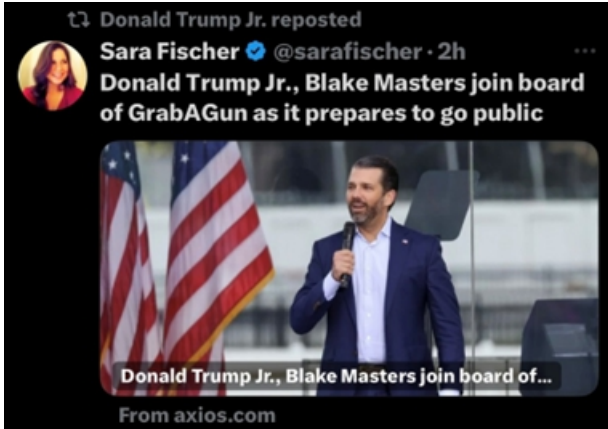 Donald Trump Jr. reposted
Sara Fischer @sarafischer · 2h
Donald Trump Jr., Blake Masters join board
of GrabAGun as it prepares to go public
Donald Trump Jr., Blake Masters join board of...
From axios.com